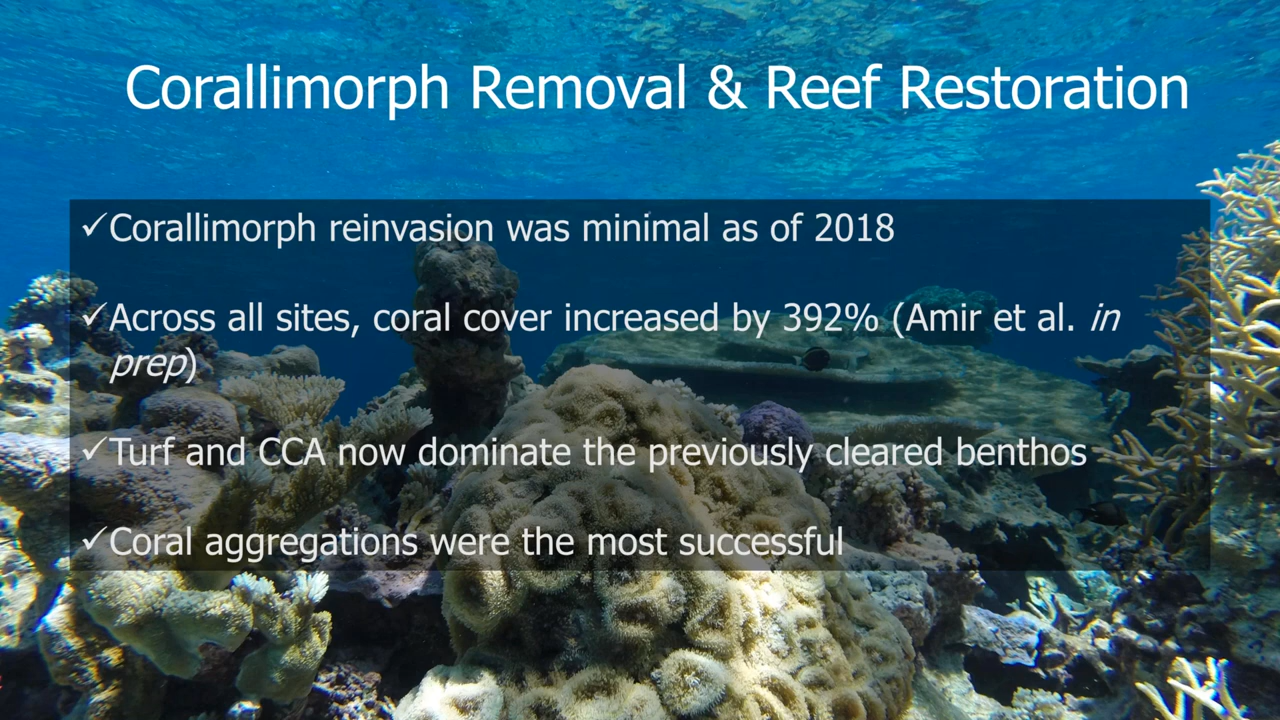 Corallimorph Removal & Reef Restoration
✓Corallimorph reinvasion was minimal as of 2018
✓Across all sites, coral cover increased by 392% (Amir et al. in
prep)
✓Turf and CCA now dominate the previously cleared benthos
✓Coral aggregations were the most successful